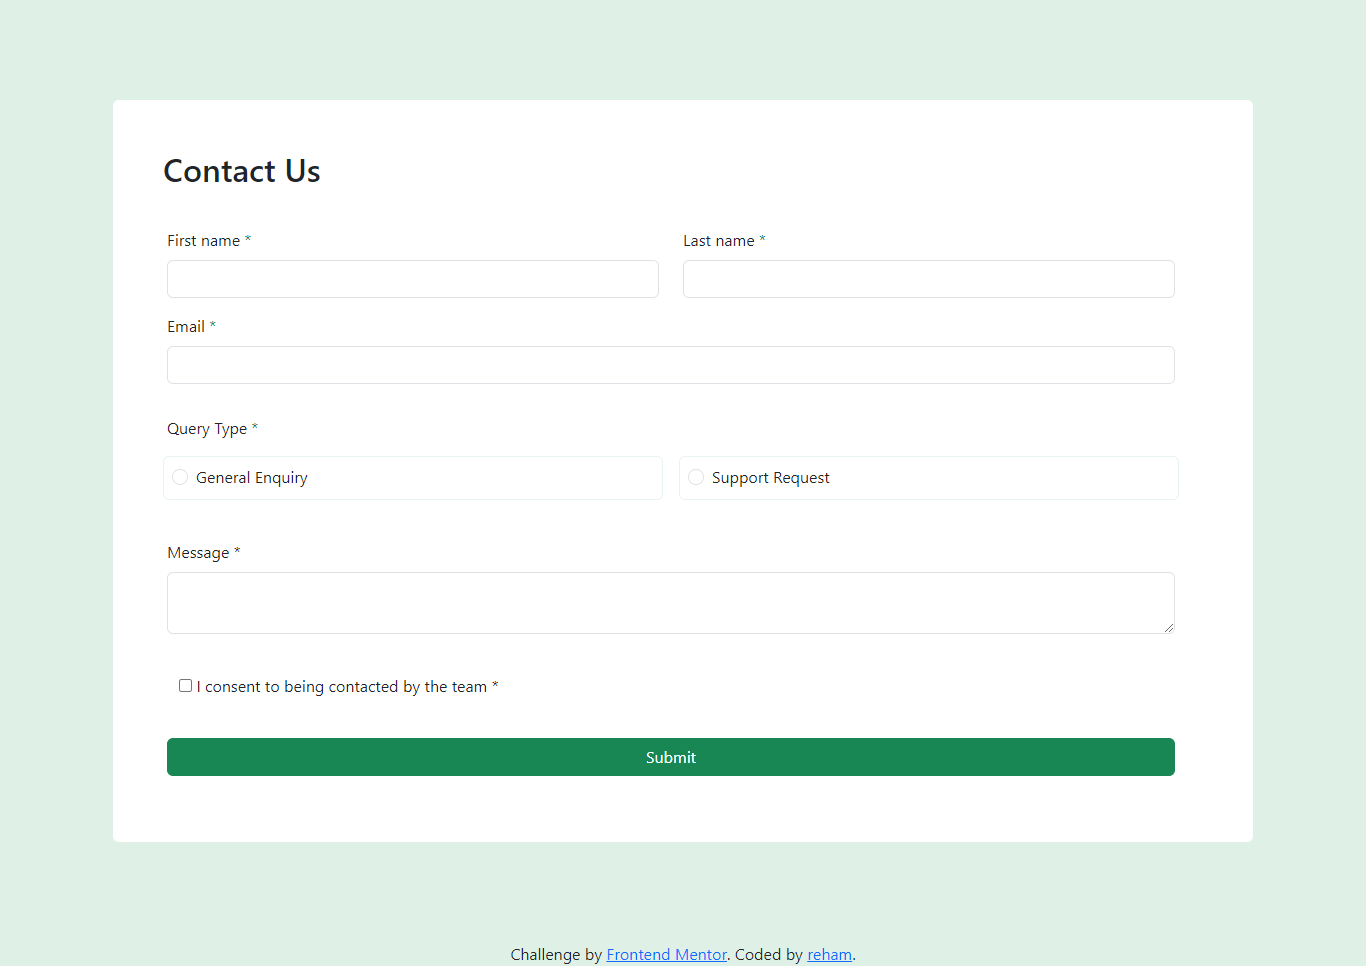 Contact Us
First name * Last name *
Email *
Query Type *
General Enquiry Support Request
Message *
I consent to being contacted by the team *
Submit
Challenge by Frontend Mentor. Coded by reham.